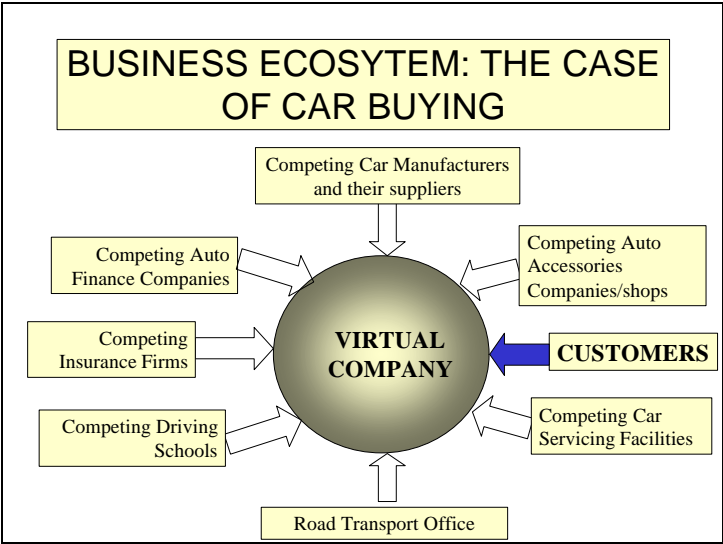 BUSINESS ECOSYTEM: THE CASE
OF CAR BUYING
Competing Car Manufacturers
and their suppliers
Competing Auto
Finance Companies
Competing Auto
Accessories
Companies/shops
Competing
Insurance Firms
VIRTUAL
COMPANY
CUSTOMERS
Competing Driving
Schools
Competing Car
Servicing Facilities
Road Transport Office